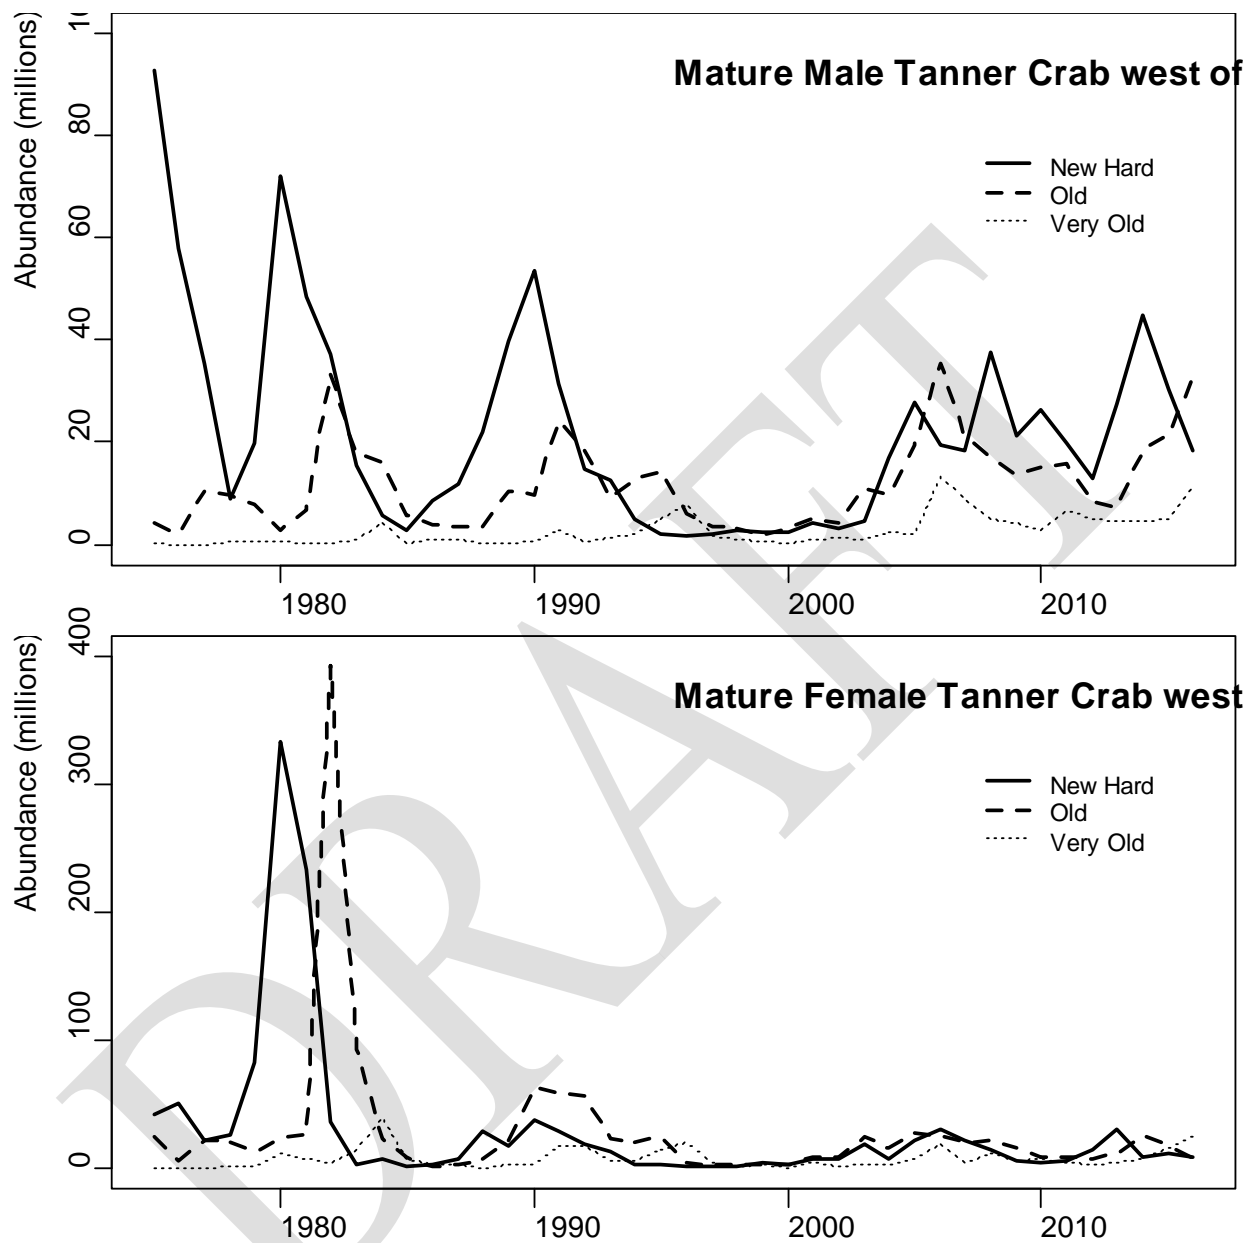 Mature Male Tanner Crab west of
Abundance (millions)
80
60
40
20
0
New Hard
Old
Very Old
1980
1990
2000
2010
Mature Female Tanner Crab west
Abundance (millions)
400
300
200
100
0
New Hard
Old
Very Old
1980
1990
2000
2010
DRAFT